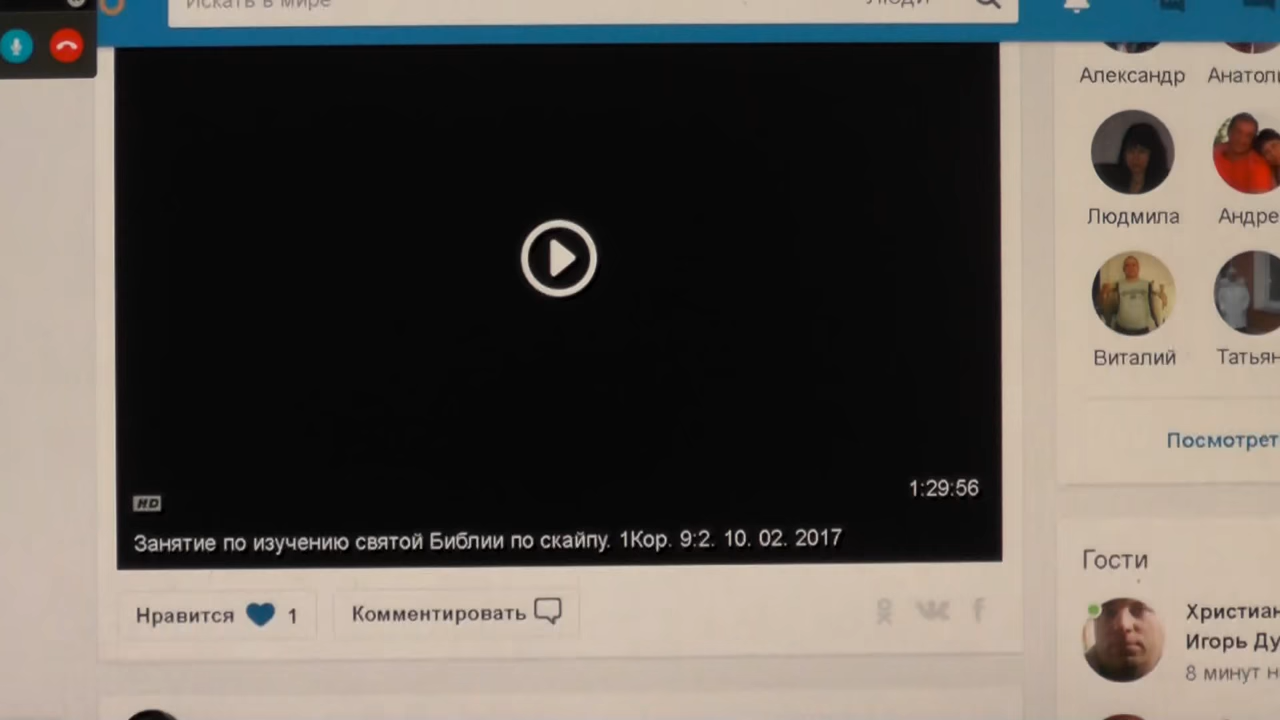 Искать в мире
Люди
Александр
Людмила
Виталий
Посмотрет
HD
1:29:56
Занятие по изучению святой Библии по скайпу. 1Кор. 9:2. 10. 02. 2017
Нравится 1
Комментировать
Гости
Христиан
Игорь Ду
8 минут н
Анатоли
Андре
Татьян